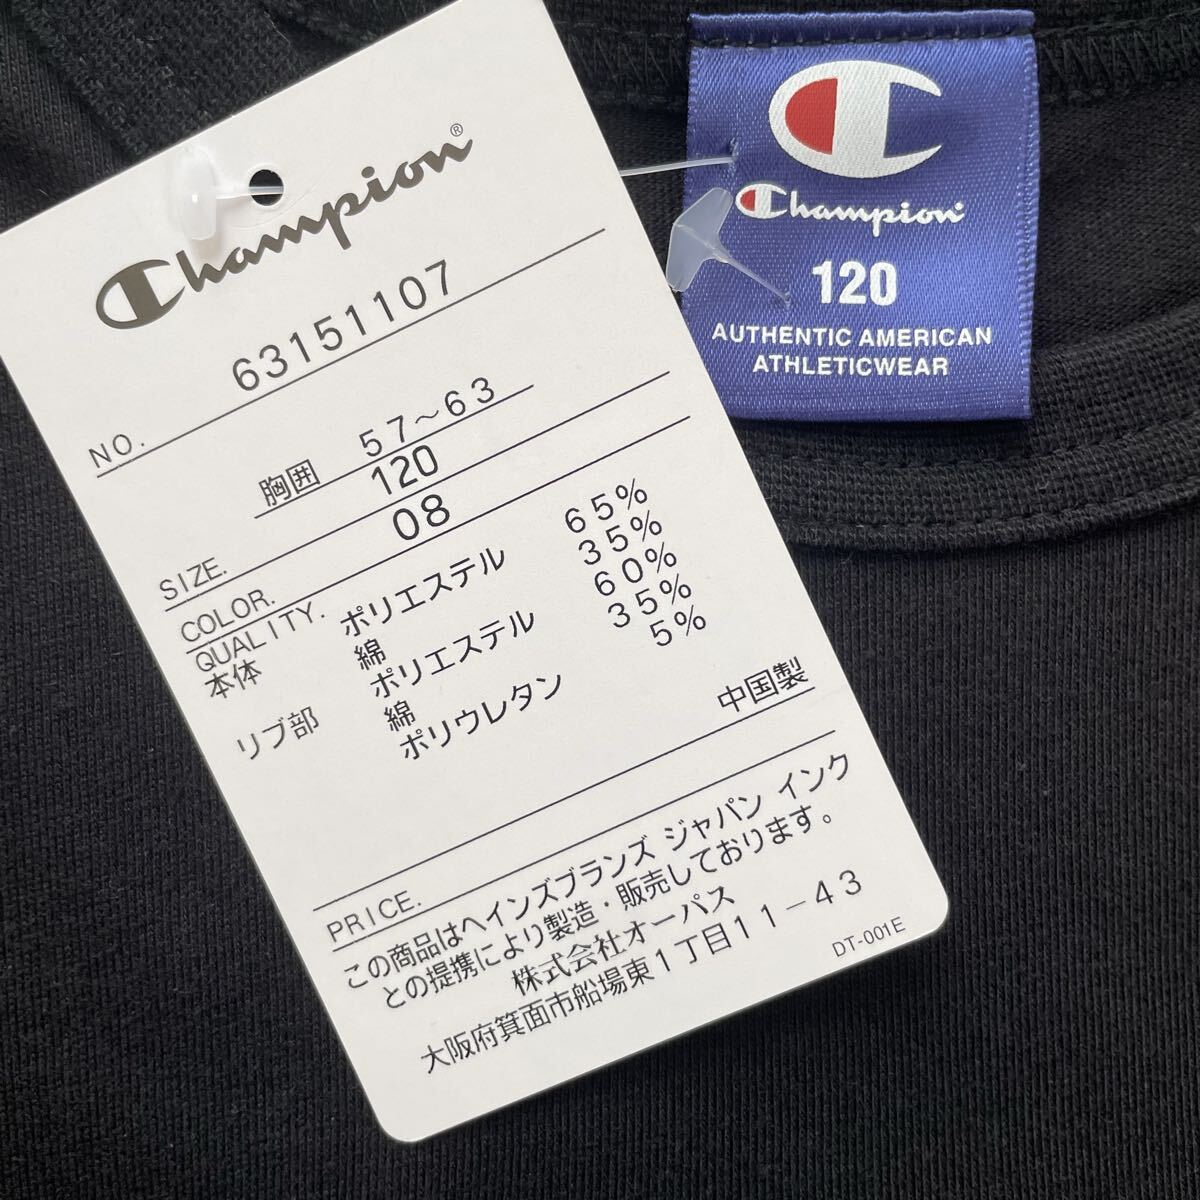 Champion®
NO. 63151107
胸囲 57～63
SIZE. 120
COLOR. 08
QUALITY.
本体 ポリエステル 65%
綿 35%
リブ部 ポリエステル 60%
綿 35%
ポリウレタン 5%
中国製
PRICE.
この商品はヘインズブランズ ジャパン インク
との提携により製造・販売しております。
株式会社オーパス
大阪府箕面市船場東1丁目11－43
DT-001E
Champion
120
AUTHENTIC AMERICAN
ATHLETICWEAR